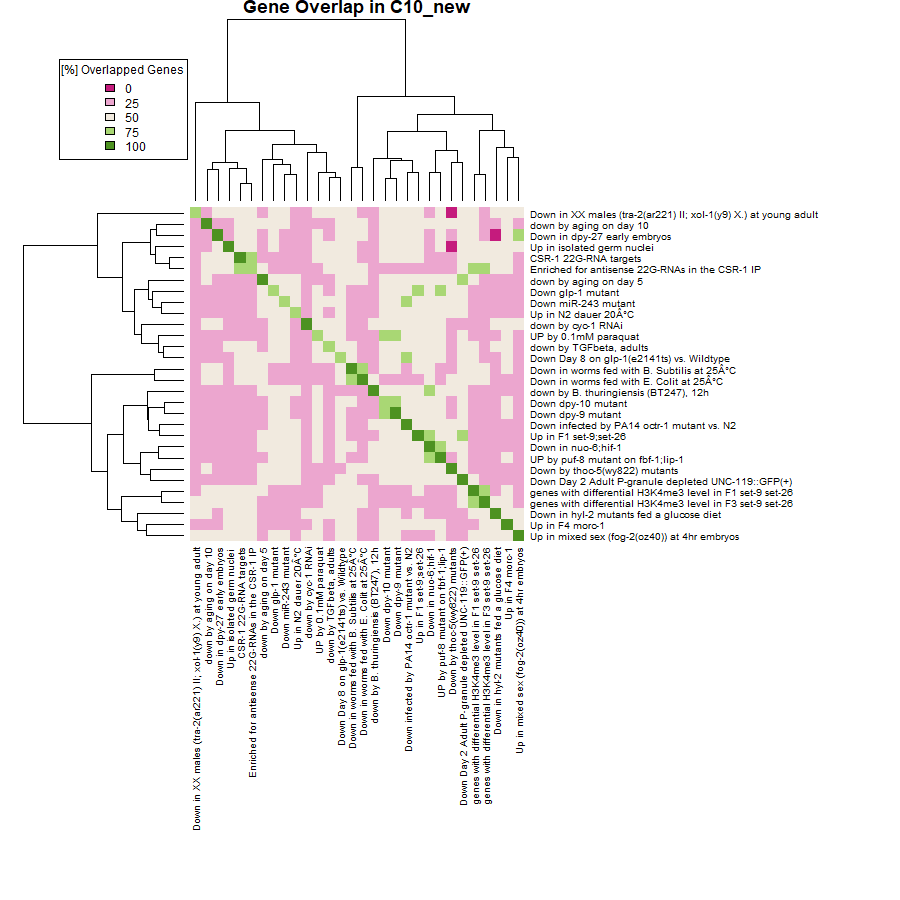 Gene Overlap in C10_new
[%] Overlapped Genes
0
25
50
75
100
Down in XX males (tra-2(ar221) II; xol-1(y9) X.) at young adult
down by aging on day 10
Down in dpy-27 early embryos
Up in isolated germ nuclei
CSR-1 22G-RNA targets
Enriched for antisense 22G-RNAs in the CSR-1 IP
down by aging on day 5
Down glp-1 mutant
Down miR-243 mutant
Up in N2 dauer 20Â°C
down by cyc-1 RNAi
UP by 0.1mM paraquat
down by TGFbeta, adults
Down Day 8 on glp-1(e2141ts) vs. Wildtype
Down in worms fed with B. Subtilis at 25Â°C
Down in worms fed with E. Colit at 25Â°C
down by B. thuringiensis (BT247), 12h
Down dpy-10 mutant
Down dpy-9 mutant
Down infected by PA14 octr-1 mutant vs. N2
Up in F1 set-9;set-26
Down in nuo-6;hif-1
UP by puf-8 mutant on fbf-1;lip-1
Down by thoc-5(wy822) mutants
Down Day 2 Adult P-granule depleted UNC-119::GFP(+)
genes with differential H3K4me3 level in F1 set-9 set-26
genes with differential H3K4me3 level in F3 set-9 set-26
Down in hyl-2 mutants fed a glucose diet
Up in F4 morc-1
Up in mixed sex (fog-2(oz40)) at 4hr embryos
Down in XX males (tra-2(ar221) II; xol-1(y9) X.) at young adult
down by aging on day 10
Down in dpy-27 early embryos
Up in isolated germ nuclei
CSR-1 22G-RNA targets
Enriched for antisense 22G-RNAs in the CSR-1 IP
down by aging on day 5
Down glp-1 mutant
Down miR-243 mutant
Up in N2 dauer 20Â°C
down by cyc-1 RNAi
UP by 0.1mM paraquat
down by TGFbeta, adults
Down Day 8 on glp-1(e2141ts) vs. Wildtype
Down in worms fed with B. Subtilis at 25Â°C
Down in worms fed with E. Colit at 25Â°C
down by B. thuringiensis (BT247), 12h
Down dpy-10 mutant
Down dpy-9 mutant
Down infected by PA14 octr-1 mutant vs. N2
Up in F1 set-9;set-26
Down in nuo-6;hif-1
UP by puf-8 mutant on fbf-1;lip-1
Down by thoc-5(wy822) mutants
Down Day 2 Adult P-granule depleted UNC-119::GFP(+)
genes with differential H3K4me3 level in F1 set-9 set-26
genes with differential H3K4me3 level in F3 set-9 set-26
Down in hyl-2 mutants fed a glucose diet
Up in F4 morc-1
Up in mixed sex (fog-2(oz40)) at 4hr embryos